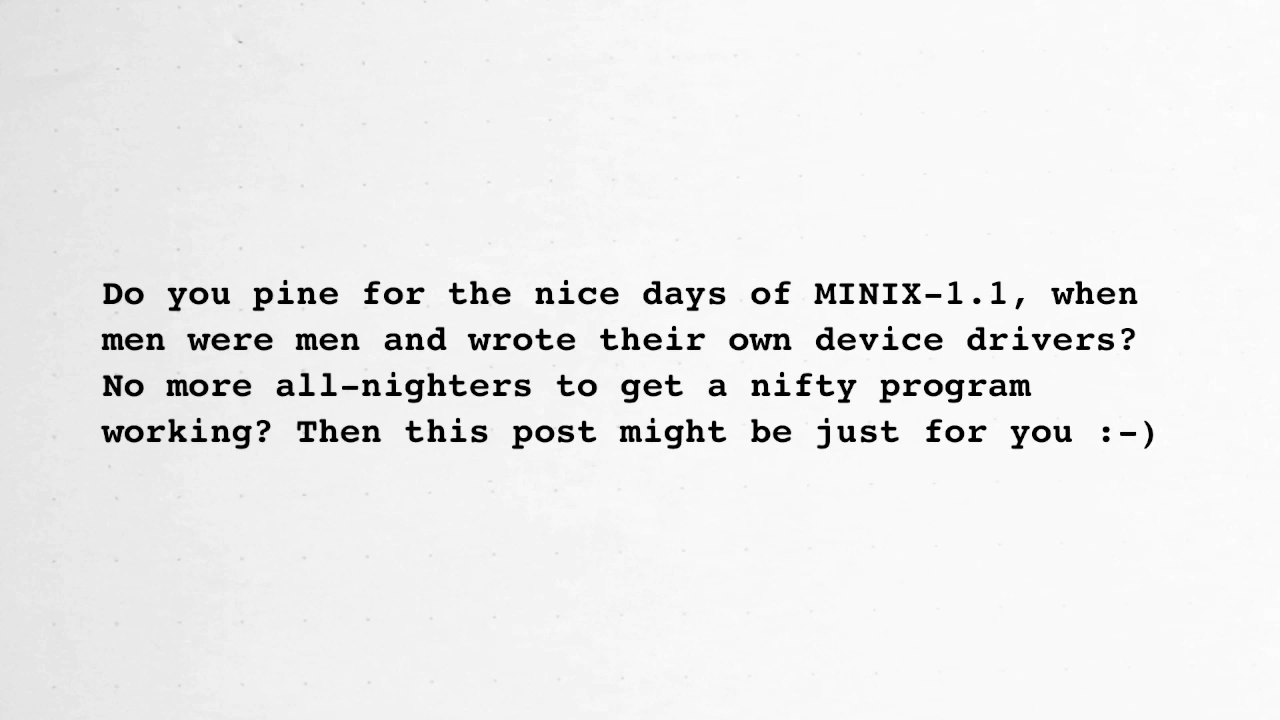 Do you pine for the nice days of MINIX-1.1, when
men were men and wrote their own device drivers?
No more all-nighters to get a nifty program
working? Then this post might be just for you :-)